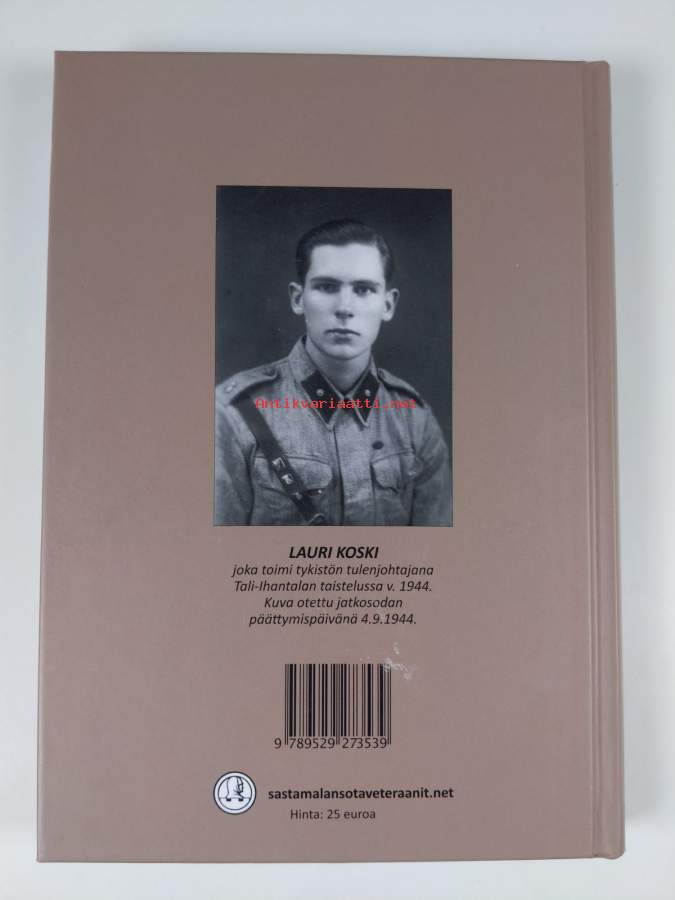 Antikvariaatti.net
LAURI KOSKI
joka toimi tykistön tulenjohtajana
Tali-Ihantalan taistelussa v. 1944.
Kuva otettu jatkosodan
päättymispäivänä 4.9.1944.
9 789529 273539
sastamalansotaveteraanit.net
Hinta: 25 euroa